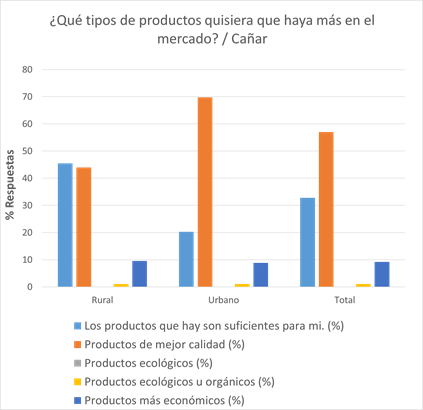 ¿Qué tipos de productos quisiera que haya más en el
mercado? / Cañar
80
70
60
50
40
30
20
10
0
% Respuestas
Rural
Urbano
Total
Los productos que hay son suficientes para mi. (%)
Productos de mejor calidad (%)
Productos ecológicos (%)
Productos ecológicos u orgánicos (%)
Productos más económicos (%)